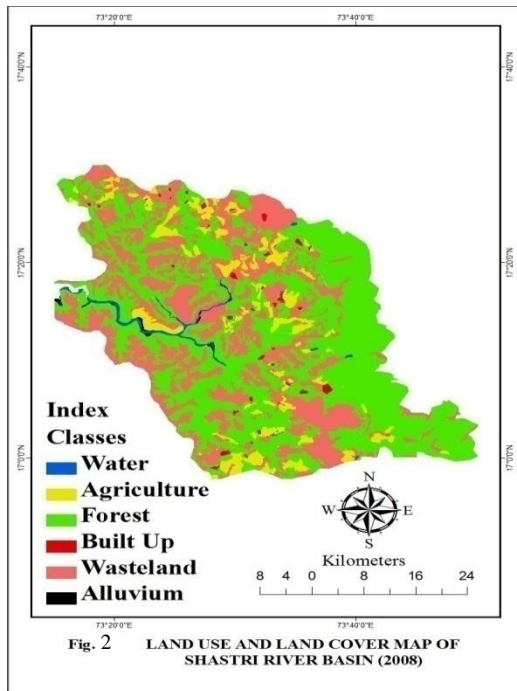 73°20'0"E
73°40'0"E
17°40'0"N
17°40'0"N
17°20'0"N
17°20'0"N
17°0'0"N
17°0'0"N
Index
Classes
Water
Agriculture
Forest
Built Up
Wasteland
Alluvium
N
W E
S
Kilometers
8 4 0 8 16 24
73°20'0"E
73°40'0"E
Fig. 2 LAND USE AND LAND COVER MAP OF
SHASTRI RIVER BASIN (2008)